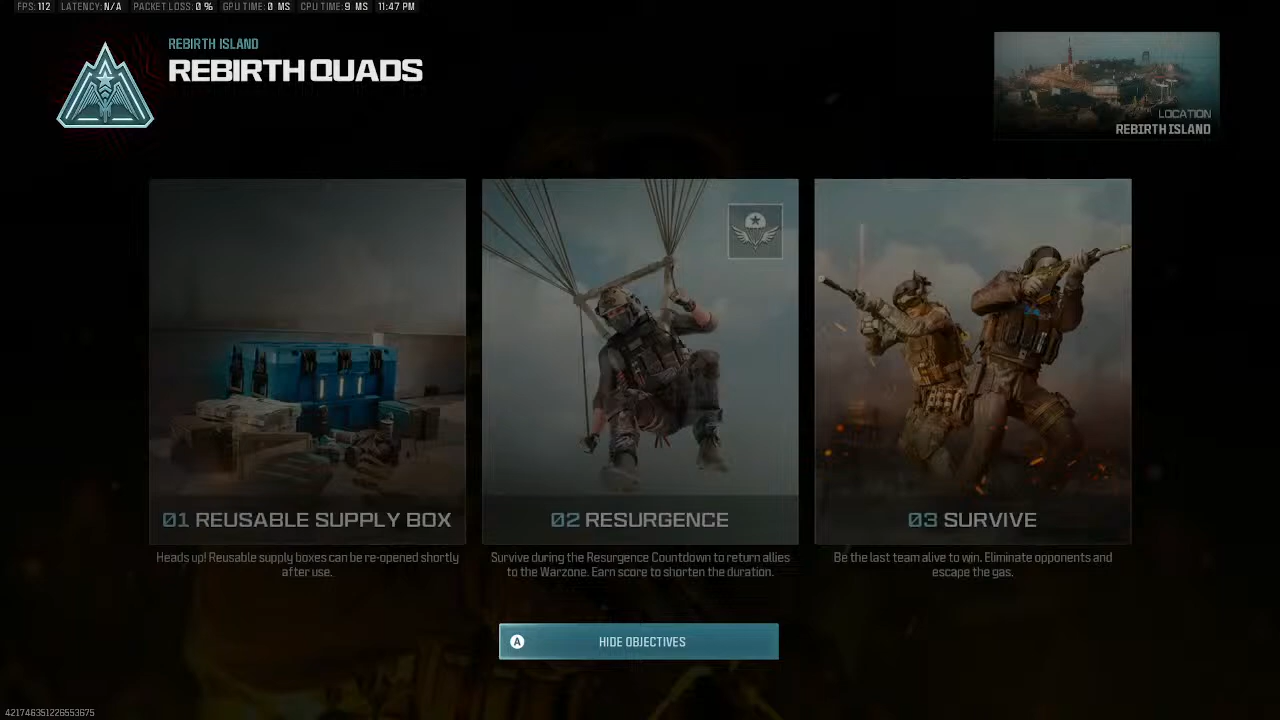 FPS: 112 LATENCY: N/A PACKET LOSS: 0 % GPU TIME: 0 MS CPU TIME: 9 MS 11:47 PM
REBIRTH ISLAND
REBIRTH QUADS
LOCATION
REBIRTH ISLAND
01 REUSABLE SUPPLY BOX
Heads up! Reusable supply boxes can be re-opened shortly
after use.
02 RESURGENCE
Survive during the Resurgence Countdown to return allies
to the Warzone. Earn score to shorten the duration.
03 SURVIVE
Be the last team alive to win. Eliminate opponents and
escape the gas.
A HIDE OBJECTIVES
421746351226553675